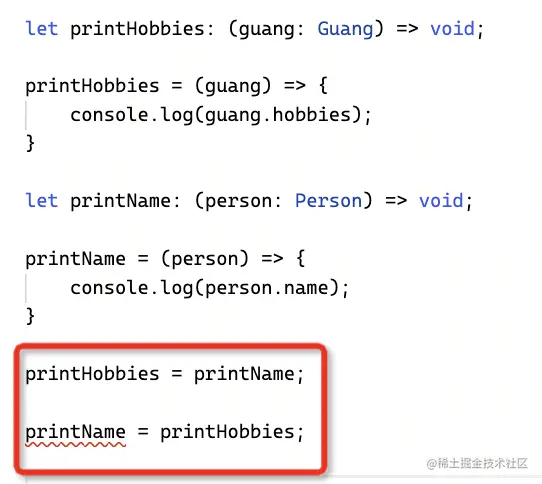 let printHobbies: (guang: Guang) => void;
printHobbies = (guang) => {
    console.log(guang.hobbies);
}
let printName: (person: Person) => void;
printName = (person) => {
    console.log(person.name);
}
printHobbies = printName;
printName = printHobbies;
@稀土掘金技术社区